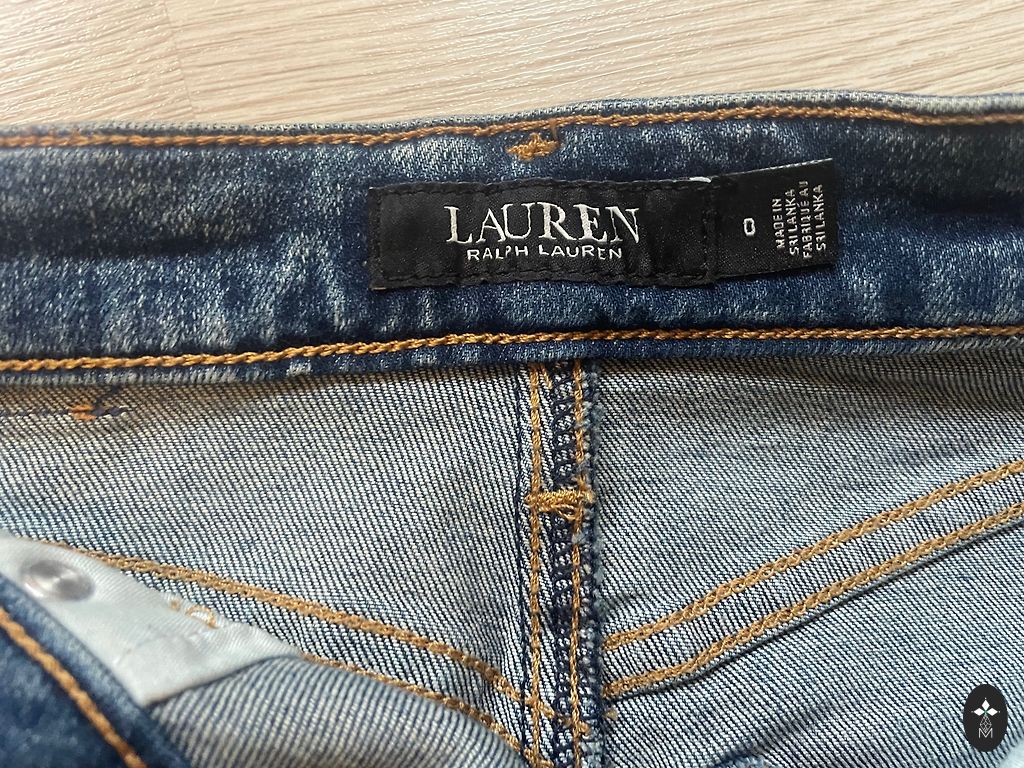 LAUREN
RALPH LAUREN
0
MADE IN
SRI LANKA
FABRIQUE AU
SRI LANKA
M